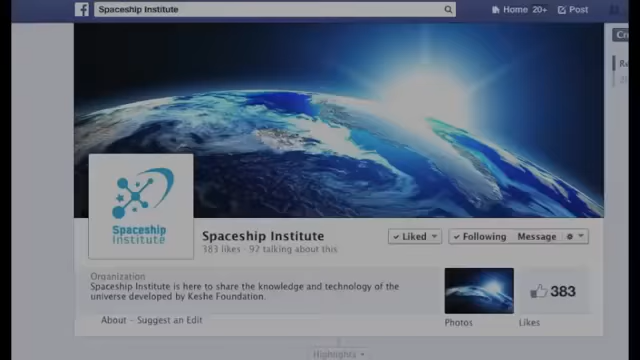 Spaceship Institute
Home 20+
Post
Spaceship
Institute
Spaceship Institute
383 likes · 92 talking about this
Liked
Following
Message
Organization
Spaceship Institute is here to share the knowledge and technology of the
universe developed by Keshe Foundation.
About – Suggest an Edit
383
Photos
Likes
Highlights